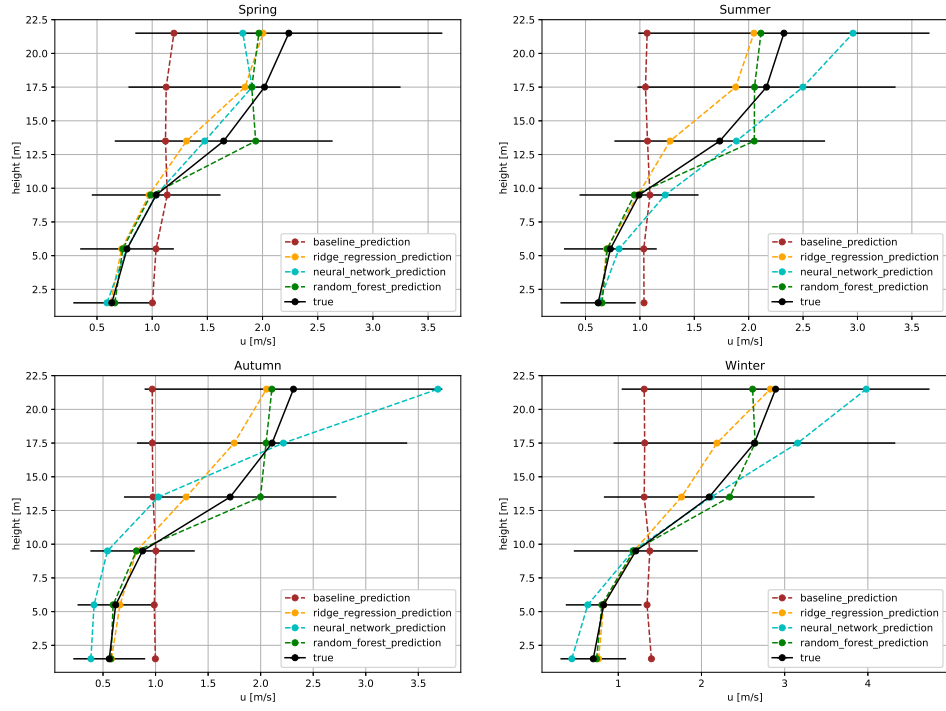 Spring
22.5
20.0
17.5
15.0
12.5
10.0
7.5
5.0
2.5
height [m]
baseline_prediction
ridge_regression_prediction
neural_network_prediction
random_forest_prediction
true
0.5 1.0 1.5 2.0 2.5 3.0 3.5
u [m/s]
Summer
22.5
20.0
17.5
15.0
12.5
10.0
7.5
5.0
2.5
height [m]
baseline_prediction
ridge_regression_prediction
neural_network_prediction
random_forest_prediction
true
0.5 1.0 1.5 2.0 2.5 3.0 3.5
u [m/s]
Autumn
22.5
20.0
17.5
15.0
12.5
10.0
7.5
5.0
2.5
height [m]
baseline_prediction
ridge_regression_prediction
neural_network_prediction
random_forest_prediction
true
0.5 1.0 1.5 2.0 2.5 3.0 3.5
u [m/s]
Winter
22.5
20.0
17.5
15.0
12.5
10.0
7.5
5.0
2.5
height [m]
baseline_prediction
ridge_regression_prediction
neural_network_prediction
random_forest_prediction
true
1 2 3 4
u [m/s]